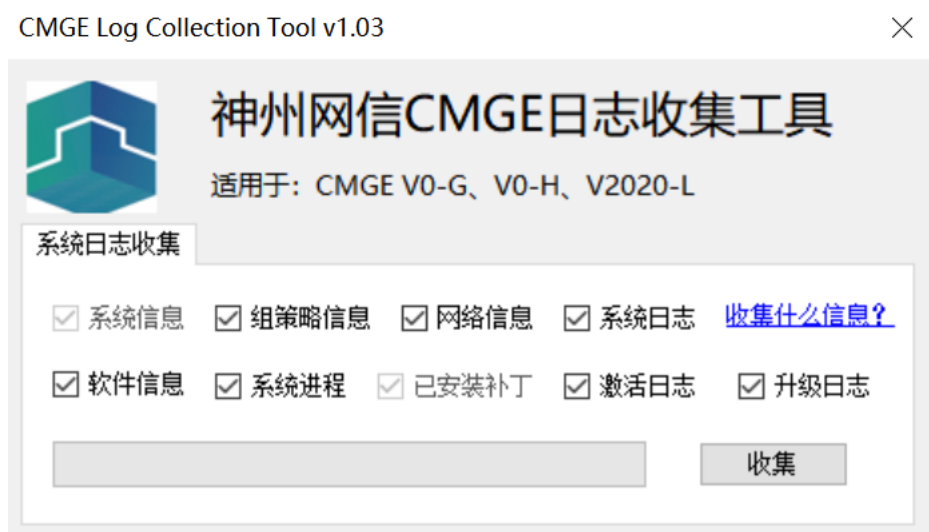 CMGE Log Collection Tool v1.03
神州网信CMGE日志收集工具
适用于：CMGE V0-G、V0-H、V2020-L
系统日志收集
系统信息 组策略信息 网络信息 系统日志 收集什么信息？
软件信息 系统进程 已安装补丁 激活日志 升级日志
收集